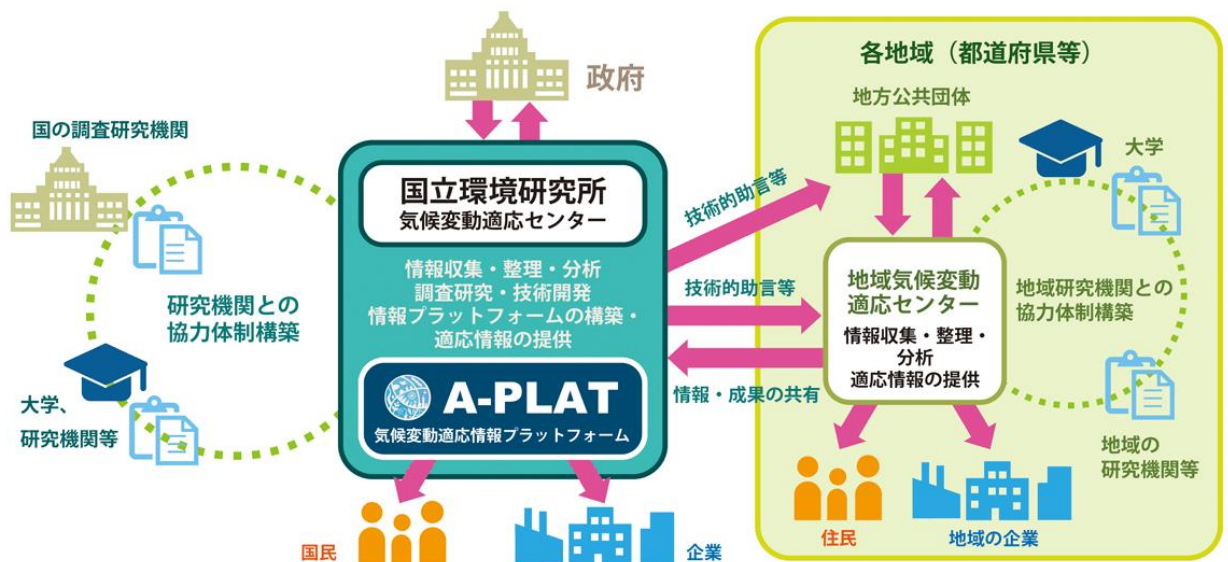 政府
国の調査研究機関
研究機関との
協力体制構築
大学、
研究機関等
国立環境研究所
気候変動適応センター
情報収集・整理・分析
調査研究・技術開発
情報プラットフォームの構築・
適応情報の提供
A-PLAT
気候変動適応情報プラットフォーム
国民
企業
技術的助言等
技術的助言等
情報・成果の共有
各地域（都道府県等）
地方公共団体
大学
地域気候変動
適応センター
情報収集・整理・
分析
適応情報の提供
地域研究機関との
協力体制構築
地域の
研究機関等
住民
地域の企業